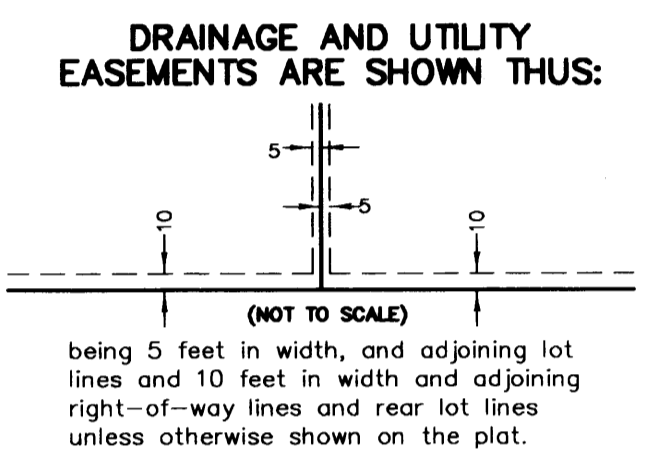 DRAINAGE AND UTILITY
EASEMENTS ARE SHOWN THUS:
5
5
10
10
(NOT TO SCALE)
being 5 feet in width, and adjoining lot
lines and 10 feet in width and adjoining
right-of-way lines and rear lot lines
unless otherwise shown on the plat.